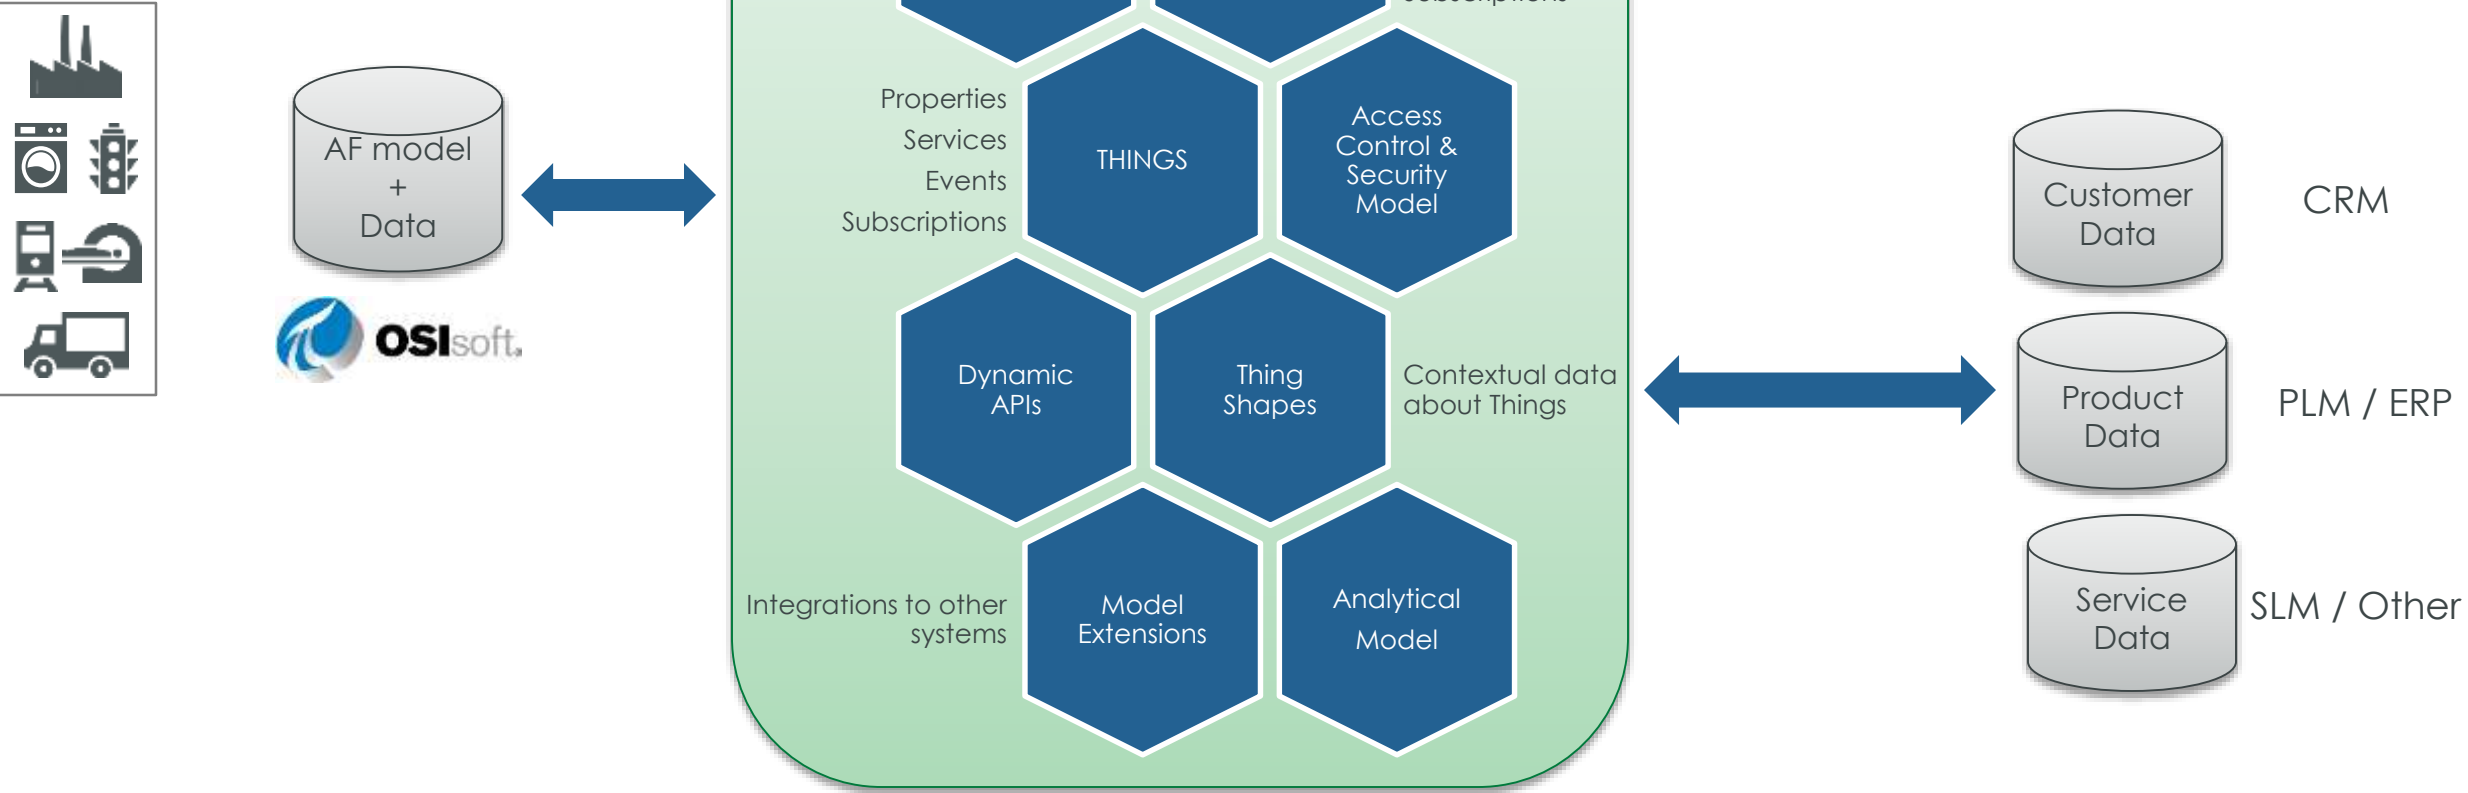 Properties
Services
Events
Subscriptions
THINGS
Access
Control &
Security
Model
AF model
+
Data
OSIsoft.
Dynamic
APIs
Thing
Shapes
Contextual data
about Things
Integrations to other
systems
Model
Extensions
Analytical
Model
Customer
Data
CRM
Product
Data
PLM / ERP
Service
Data
SLM / Other